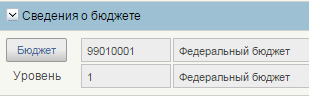 Сведения о бюджете
Бюджет 99010001 Федеральный бюджет
Уровень 1 Федеральный бюджет